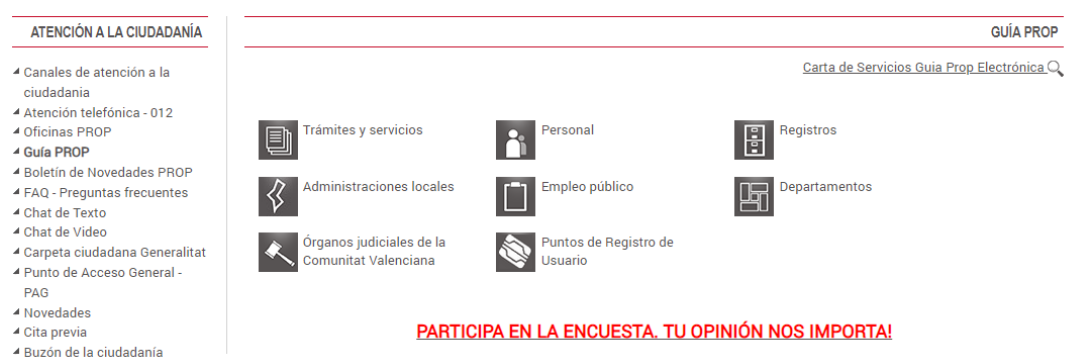 ATENCIÓN A LA CIUDADANÍA
Canales de atención a la
ciudadania
Atención telefónica - 012
Oficinas PROP
Guía PROP
Boletín de Novedades PROP
FAQ - Preguntas frecuentes
Chat de Texto
Chat de Video
Carpeta ciudadana Generalitat
Punto de Acceso General -
PAG
Novedades
Cita previa
Buzón de la ciudadanía
GUÍA PROP
Carta de Servicios Guia Prop Electrónica
Trámites y servicios
Personal
Registros
Administraciones locales
Empleo público
Departamentos
Órganos judiciales de la
Comunitat Valenciana
Puntos de Registro de
Usuario
PARTICIPA EN LA ENCUESTA. TU OPINIÓN NOS IMPORTA!